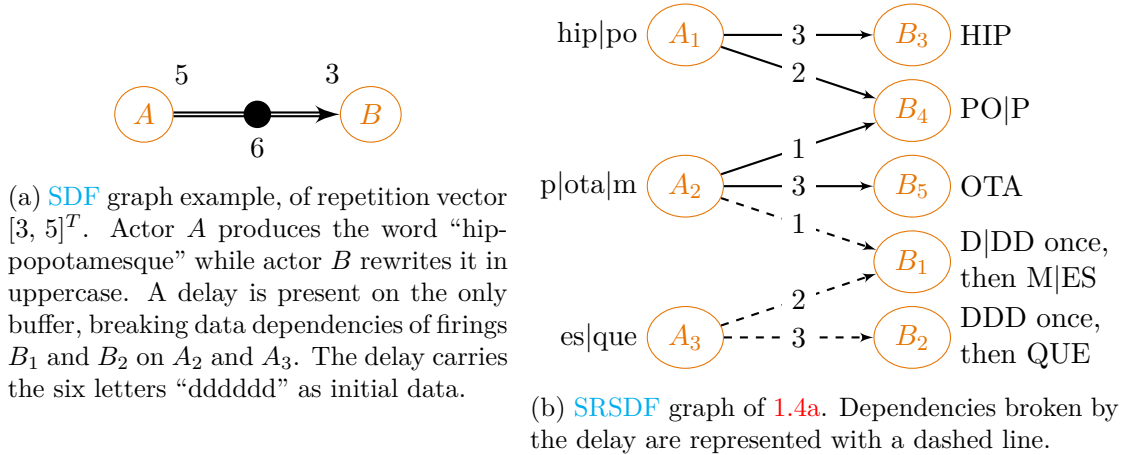 5
3
A
B
6
(a) SDF graph example, of repetition vector
[3, 5]^T. Actor A produces the word “hip-
popotamesque” while actor B rewrites it in
uppercase. A delay is present on the only
buffer, breaking data dependencies of firings
B₁ and B₂ on A₂ and A₃. The delay carries
the six letters “dddddd” as initial data.
hip|po
A₁
3
B₃
HIP
2
B₄
PO|P
1
p|ota|m
A₂
3
B₅
OTA
1
B₁
D|DD once,
then M|ES
2
es|que
A₃
3
B₂
DDD once,
then QUE
(b) SRSDF graph of 1.4a. Dependencies broken by
the delay are represented with a dashed line.